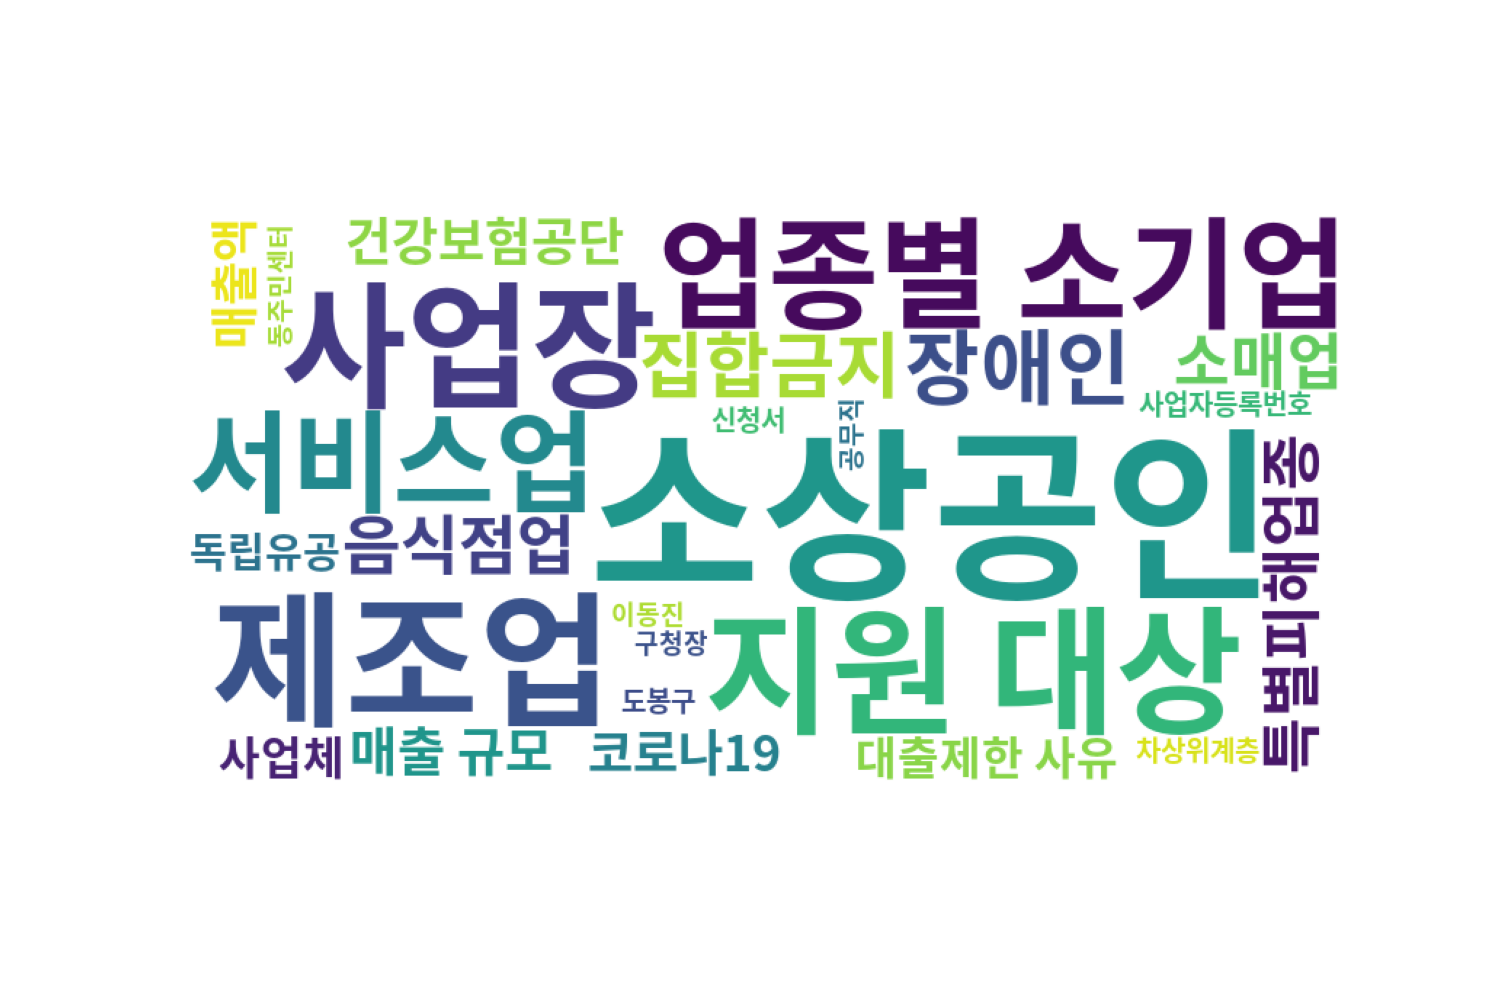 매출액
동주민센터
건강보험공단
업종별 소기업
사업장
집합금지
장애인
소매업
사업자등록번호
신청서
공무직
서비스업
소상공인
특별피해업종
독립유공
음식점업
제조업
이동진
구청장
도봉구
지원 대상
사업체
매출 규모
코로나19
대출제한 사유
차상위계층